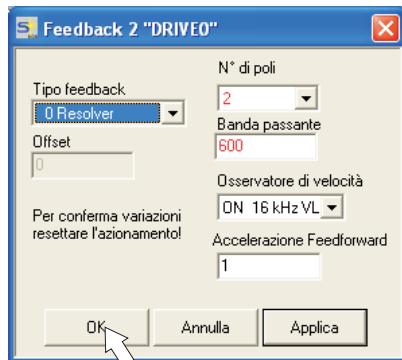 Feedback 2 "DRIVE0"
Tipo feedback
0 Resolver
Offset
0
Per conferma variazioni
resettare l'azionamento!
N° di poli
2
Banda passante
600
Osservatore di velocità
ON 16 kHz VL
Accelerazione Feedforward
1
OK
Annulla
Applica